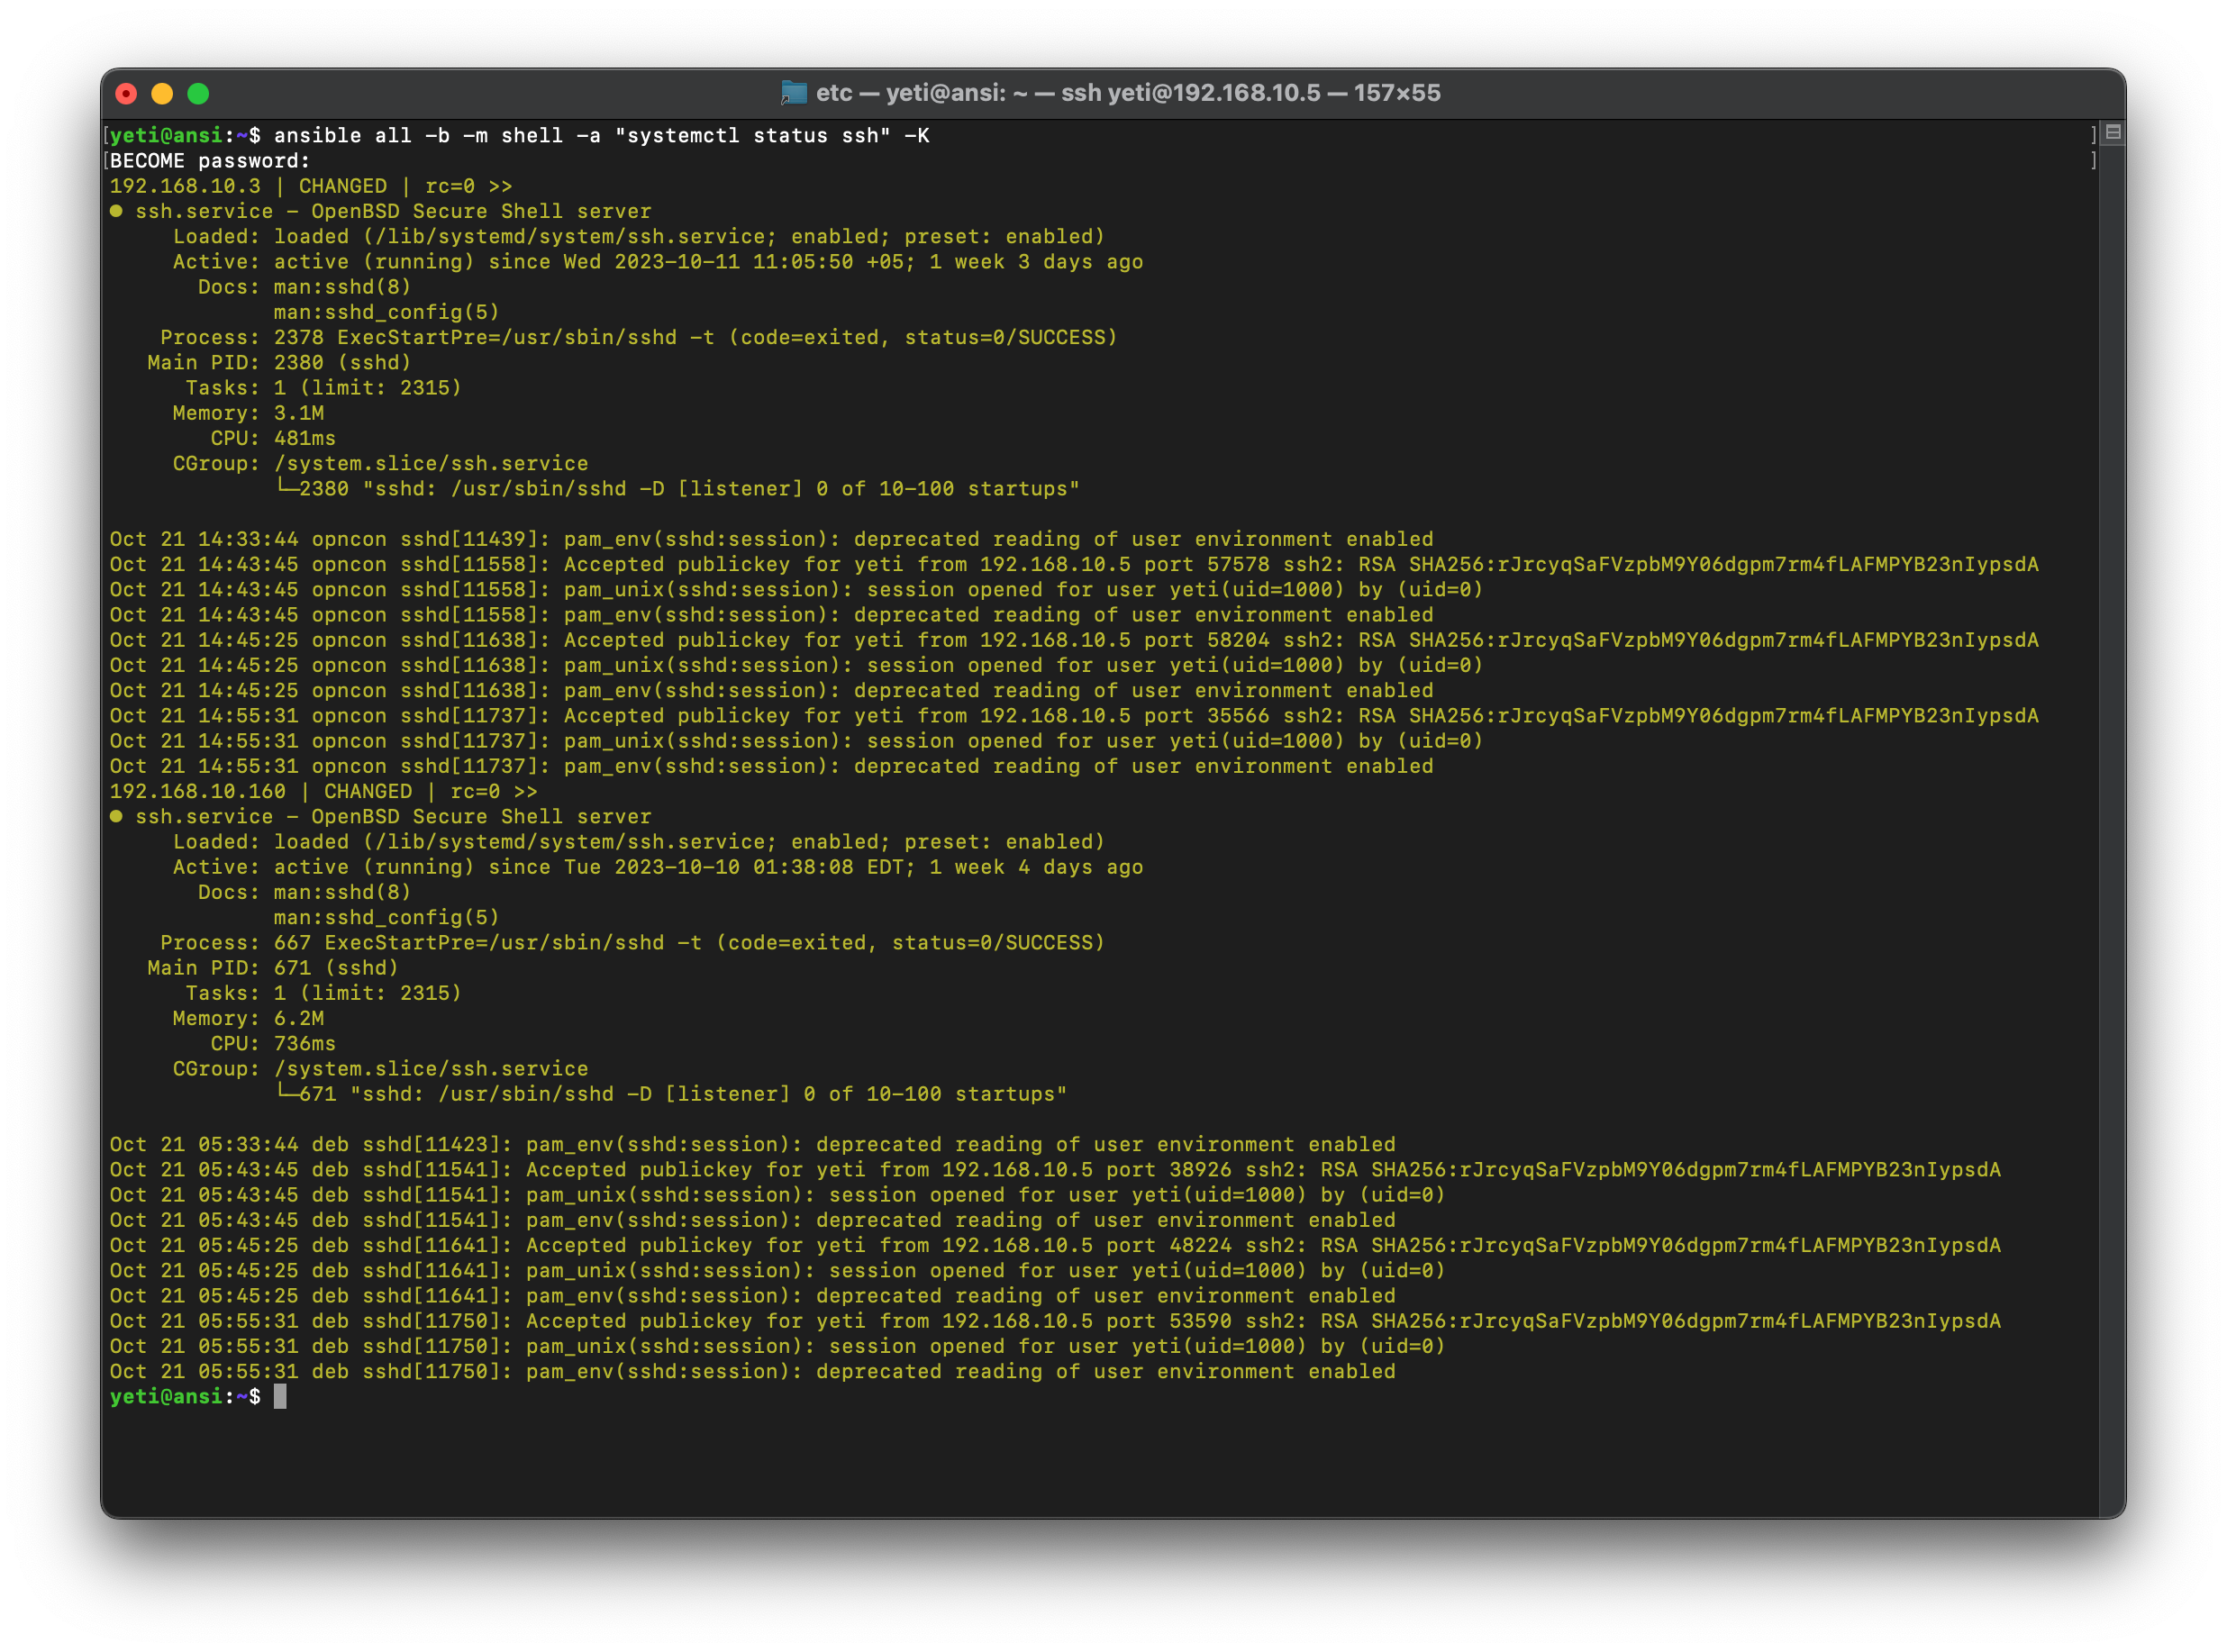 etc — yeti@ansi: ~ — ssh yeti@192.168.10.5 — 157×55
[yeti@ansi:~$ ansible all -b -m shell -a "systemctl status ssh" -K ]
[BECOME password: ]
192.168.10.3 | CHANGED | rc=0 >>
● ssh.service - OpenBSD Secure Shell server
     Loaded: loaded (/lib/systemd/system/ssh.service; enabled; preset: enabled)
     Active: active (running) since Wed 2023-10-11 11:05:50 +05; 1 week 3 days ago
       Docs: man:sshd(8)
             man:sshd_config(5)
    Process: 2378 ExecStartPre=/usr/sbin/sshd -t (code=exited, status=0/SUCCESS)
   Main PID: 2380 (sshd)
      Tasks: 1 (limit: 2315)
     Memory: 3.1M
        CPU: 481ms
     CGroup: /system.slice/ssh.service
             └─2380 "sshd: /usr/sbin/sshd -D [listener] 0 of 10-100 startups"
Oct 21 14:33:44 opncon sshd[11439]: pam_env(sshd:session): deprecated reading of user environment enabled
Oct 21 14:43:45 opncon sshd[11558]: Accepted publickey for yeti from 192.168.10.5 port 57578 ssh2: RSA SHA256:rJrcyqSaFVzpbM9Y06dgpm7rm4fLAFMPYB23nIypsdA
Oct 21 14:43:45 opncon sshd[11558]: pam_unix(sshd:session): session opened for user yeti(uid=1000) by (uid=0)
Oct 21 14:43:45 opncon sshd[11558]: pam_env(sshd:session): deprecated reading of user environment enabled
Oct 21 14:45:25 opncon sshd[11638]: Accepted publickey for yeti from 192.168.10.5 port 58204 ssh2: RSA SHA256:rJrcyqSaFVzpbM9Y06dgpm7rm4fLAFMPYB23nIypsdA
Oct 21 14:45:25 opncon sshd[11638]: pam_unix(sshd:session): session opened for user yeti(uid=1000) by (uid=0)
Oct 21 14:45:25 opncon sshd[11638]: pam_env(sshd:session): deprecated reading of user environment enabled
Oct 21 14:55:31 opncon sshd[11737]: Accepted publickey for yeti from 192.168.10.5 port 35566 ssh2: RSA SHA256:rJrcyqSaFVzpbM9Y06dgpm7rm4fLAFMPYB23nIypsdA
Oct 21 14:55:31 opncon sshd[11737]: pam_unix(sshd:session): session opened for user yeti(uid=1000) by (uid=0)
Oct 21 14:55:31 opncon sshd[11737]: pam_env(sshd:session): deprecated reading of user environment enabled
192.168.10.160 | CHANGED | rc=0 >>
● ssh.service - OpenBSD Secure Shell server
     Loaded: loaded (/lib/systemd/system/ssh.service; enabled; preset: enabled)
     Active: active (running) since Tue 2023-10-10 01:38:08 EDT; 1 week 4 days ago
       Docs: man:sshd(8)
             man:sshd_config(5)
    Process: 667 ExecStartPre=/usr/sbin/sshd -t (code=exited, status=0/SUCCESS)
   Main PID: 671 (sshd)
      Tasks: 1 (limit: 2315)
     Memory: 6.2M
        CPU: 736ms
     CGroup: /system.slice/ssh.service
             └─671 "sshd: /usr/sbin/sshd -D [listener] 0 of 10-100 startups"
Oct 21 05:33:44 deb sshd[11423]: pam_env(sshd:session): deprecated reading of user environment enabled
Oct 21 05:43:45 deb sshd[11541]: Accepted publickey for yeti from 192.168.10.5 port 38926 ssh2: RSA SHA256:rJrcyqSaFVzpbM9Y06dgpm7rm4fLAFMPYB23nIypsdA
Oct 21 05:43:45 deb sshd[11541]: pam_unix(sshd:session): session opened for user yeti(uid=1000) by (uid=0)
Oct 21 05:43:45 deb sshd[11541]: pam_env(sshd:session): deprecated reading of user environment enabled
Oct 21 05:45:25 deb sshd[11641]: Accepted publickey for yeti from 192.168.10.5 port 48224 ssh2: RSA SHA256:rJrcyqSaFVzpbM9Y06dgpm7rm4fLAFMPYB23nIypsdA
Oct 21 05:45:25 deb sshd[11641]: pam_unix(sshd:session): session opened for user yeti(uid=1000) by (uid=0)
Oct 21 05:45:25 deb sshd[11641]: pam_env(sshd:session): deprecated reading of user environment enabled
Oct 21 05:55:31 deb sshd[11750]: Accepted publickey for yeti from 192.168.10.5 port 53590 ssh2: RSA SHA256:rJrcyqSaFVzpbM9Y06dgpm7rm4fLAFMPYB23nIypsdA
Oct 21 05:55:31 deb sshd[11750]: pam_unix(sshd:session): session opened for user yeti(uid=1000) by (uid=0)
Oct 21 05:55:31 deb sshd[11750]: pam_env(sshd:session): deprecated reading of user environment enabled
yeti@ansi:~$